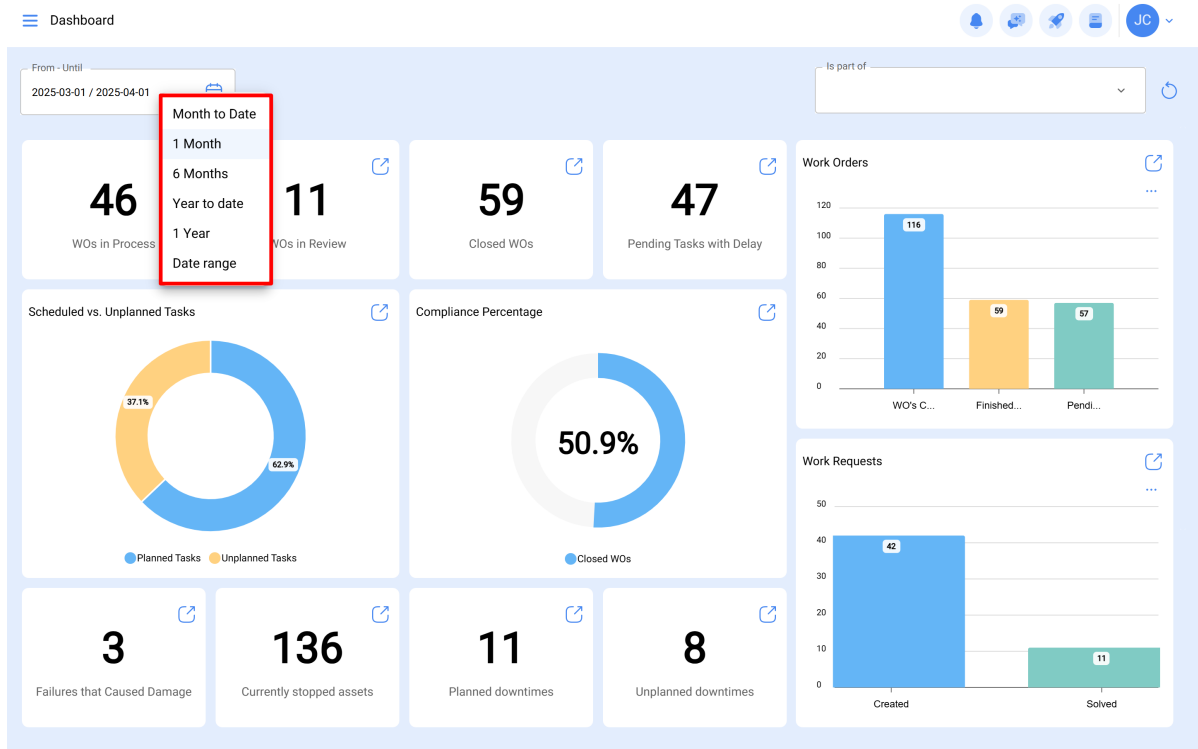 Dashboard
JC
From - Until
2025-03-01 / 2025-04-01
Is part of
Month to Date
1 Month
6 Months
Year to date
1 Year
Date range
46
WOs in Process
11
WOs in Review
59
Closed WOs
47
Pending Tasks with Delay
Work Orders
...
120
100
80
60
40
20
0
116
59
57
WO's C...
Finished...
Pendi...
Scheduled vs. Unplanned Tasks
37.1%
62.9%
Planned Tasks
Unplanned Tasks
Compliance Percentage
50.9%
Closed WOs
Work Requests
...
50
40
30
20
10
0
42
11
Created
Solved
3
Failures that Caused Damage
136
Currently stopped assets
11
Planned downtimes
8
Unplanned downtimes